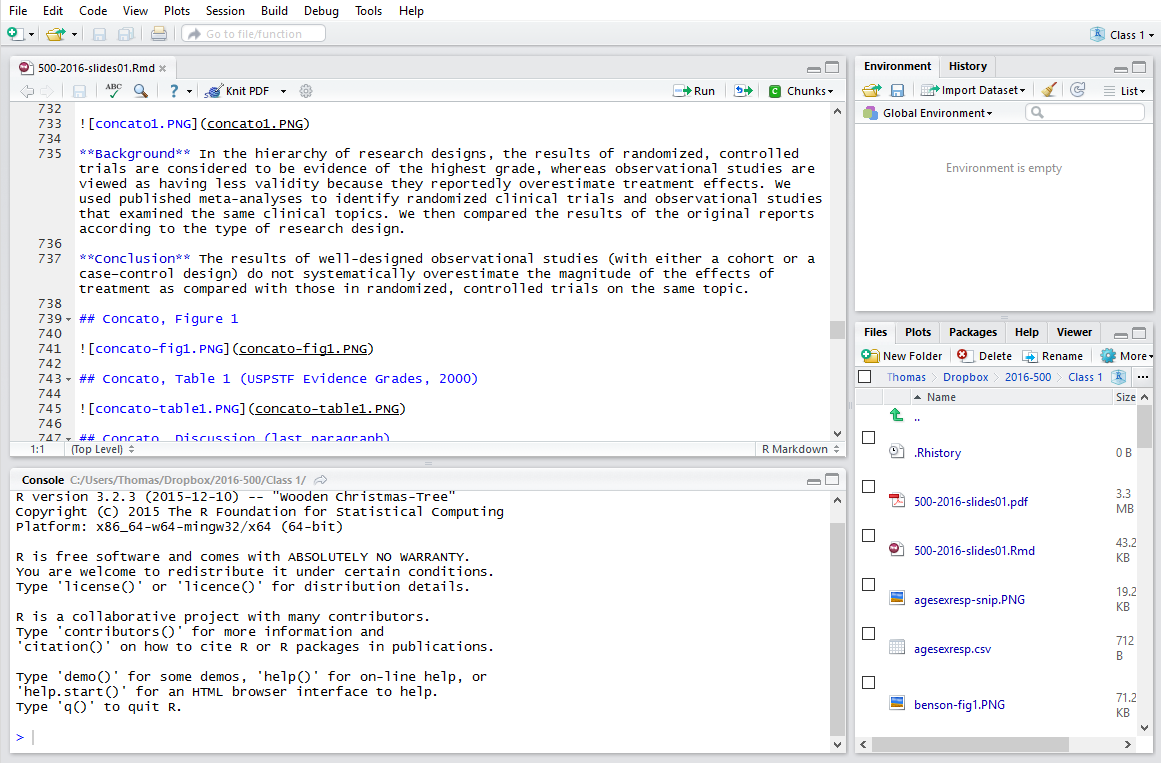 File Edit Code View Plots Session Build Debug Tools Help
Go to file/function
Class 1
500-2016-slides01.Rmd
ABC ? Knit PDF Run Chunks
732
733 ![concato1.PNG](concato1.PNG)
734
735 **Background** In the hierarchy of research designs, the results of randomized, controlled
trials are considered to be evidence of the highest grade, whereas observational studies are
viewed as having less validity because they reportedly overestimate treatment effects. We
used published meta-analyses to identify randomized clinical trials and observational studies
that examined the same clinical topics. We then compared the results of the original reports
according to the type of research design.
736
737 **Conclusion** The results of well-designed observational studies (with either a cohort or a
case-control design) do not systematically overestimate the magnitude of the effects of
treatment as compared with those in randomized, controlled trials on the same topic.
738
739 ## Concato, Figure 1
740
741 ![concato-fig1.PNG](concato-fig1.PNG)
742
743 ## Concato, Table 1 (USPSTF Evidence Grades, 2000)
744
745 ![concato-table1.PNG](concato-table1.PNG)
746
747 ## Concato, Discussion (last paragraph)
1:1 (Top Level) R Markdown
Console C:/Users/Thomas/Dropbox/2016-500/Class 1/
R version 3.2.3 (2015-12-10) -- "Wooden Christmas-Tree"
Copyright (C) 2015 The R Foundation for Statistical Computing
Platform: x86_64-w64-mingw32/x64 (64-bit)
R is free software and comes with ABSOLUTELY NO WARRANTY.
You are welcome to redistribute it under certain conditions.
Type 'license()' or 'licence()' for distribution details.
R is a collaborative project with many contributors.
Type 'contributors()' for more information and
'citation()' on how to cite R or R packages in publications.
Type 'demo()' for some demos, 'help()' for on-line help, or
'help.start()' for an HTML browser interface to help.
Type 'q()' to quit R.
>
Environment History
Import Dataset List
Global Environment
Environment is empty
Files Plots Packages Help Viewer
New Folder Delete Rename More
Thomas Dropbox 2016-500 Class 1 ...
Name Size
..
.Rhistory 0 B
500-2016-slides01.pdf 3.3 MB
500-2016-slides01.Rmd 43.2 KB
agesexresp-snip.PNG 19.2 KB
agesexresp.csv 712 B
benson-fig1.PNG 71.2 KB